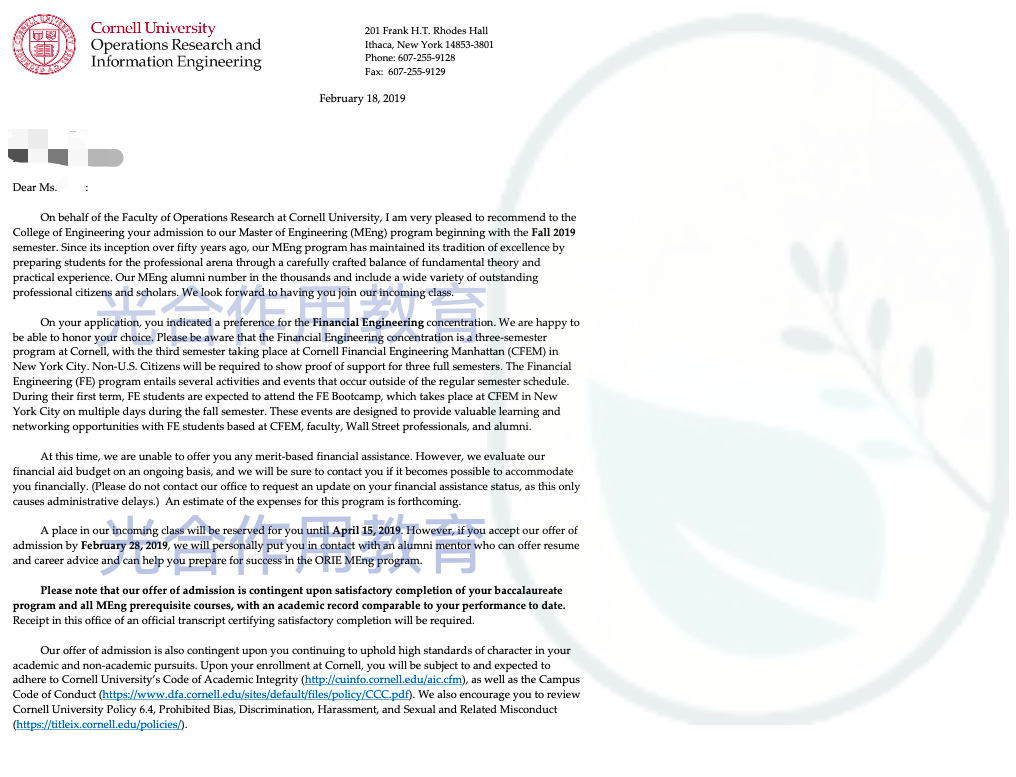 Cornell University
Operations Research and
Information Engineering
201 Frank H.T. Rhodes Hall
Ithaca, New York 14853-3801
Phone: 607-255-9128
Fax: 607-255-9129
February 18, 2019
Dear Ms. :
On behalf of the Faculty of Operations Research at Cornell University, I am very pleased to recommend to the
College of Engineering your admission to our Master of Engineering (MEng) program beginning with the Fall 2019
semester. Since its inception over fifty years ago, our MEng program has maintained its tradition of excellence by
preparing students for the professional arena through a carefully crafted balance of fundamental theory and
practical experience. Our MEng alumni number in the thousands and include a wide variety of outstanding
professional citizens and scholars. We look forward to having you join our incoming class.
光合作用教育
On your application, you indicated a preference for the Financial Engineering concentration. We are happy to
be able to honor your choice. Please be aware that the Financial Engineering concentration is a three-semester
program at Cornell, with the third semester taking place at Cornell Financial Engineering Manhattan (CFEM) in
New York City. Non-U.S. Citizens will be required to show proof of support for three full semesters. The Financial
Engineering (FE) program entails several activities and events that occur outside of the regular semester schedule.
During their first term, FE students are expected to attend the FE Bootcamp, which takes place at CFEM in New
York City on multiple days during the fall semester. These events are designed to provide valuable learning and
networking opportunities with FE students based at CFEM, faculty, Wall Street professionals, and alumni.
At this time, we are unable to offer you any merit-based financial assistance. However, we evaluate our
financial aid budget on an ongoing basis, and we will be sure to contact you if it becomes possible to accommodate
you financially. (Please do not contact our office to request an update on your financial assistance status, as this only
causes administrative delays.) An estimate of the expenses for this program is forthcoming.
A place in our incoming class will be reserved for you until April 15, 2019. However, if you accept our offer of
admission by February 28, 2019, we will personally put you in contact with an alumni mentor who can offer resume
and career advice and can help you prepare for success in the ORIE MEng program.
光合作用教育
Please note that our offer of admission is contingent upon satisfactory completion of your baccalaureate
program and all MEng prerequisite courses, with an academic record comparable to your performance to date.
Receipt in this office of an official transcript certifying satisfactory completion will be required.
Our offer of admission is also contingent upon you continuing to uphold high standards of character in your
academic and non-academic pursuits. Upon your enrollment at Cornell, you will be subject to and expected to
adhere to Cornell University's Code of Academic Integrity (http://cuinfo.cornell.edu/aic.cfm), as well as the Campus
Code of Conduct (https://www.dfa.cornell.edu/sites/default/files/policy/CCC.pdf). We also encourage you to review
Cornell University Policy 6.4, Prohibited Bias, Discrimination, Harassment, and Sexual and Related Misconduct
(https://titleix.cornell.edu/policies/).